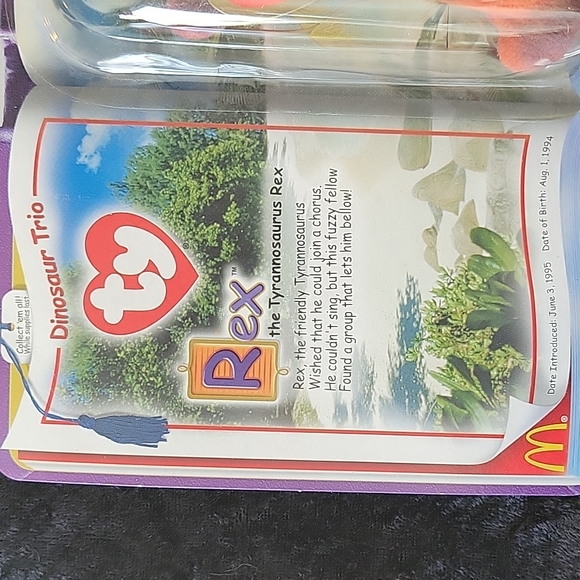 Collect 'em all!
While supplies last!
Dinosaur Trio
ty®
Rex™
the Tyrannosaurus Rex
Rex, the friendly Tyrannosaurus
Wished that he could join a chorus.
He couldn't sing, but this fuzzy fellow
Found a group that lets him bellow!
Date Introduced: June 3, 1995 Date of Birth: Aug. 1, 1994
M®